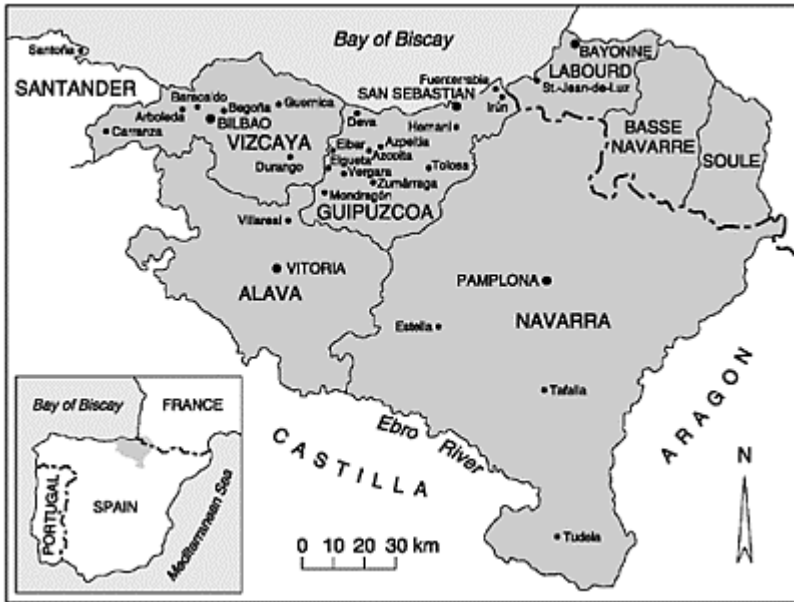 Bay of Biscay
Santoña
SANTANDER
Baracaldo
Arboleda
Begoña
Guernica
Carranza
BILBAO
VIZCAYA
Durango
Fuenterrabia
SAN SEBASTIAN
Irún
Deva
Hernani
Eibar
Azpeitia
Elgueta
Azcoitia
Vergara
Tolosa
Zumárraga
Mondragón
GUIPUZCOA
BAYONNE
LABOURD
St.-Jean-de-Luz
BASSE
NAVARRE
SOULE
Villareal
VITORIA
ALAVA
PAMPLONA
NAVARRA
Estella
Tafalla
Tudela
Ebro River
CASTILLA
ARAGON
N
0 10 20 30 km
Bay of Biscay
FRANCE
PORTUGAL
SPAIN
Mediterranean Sea